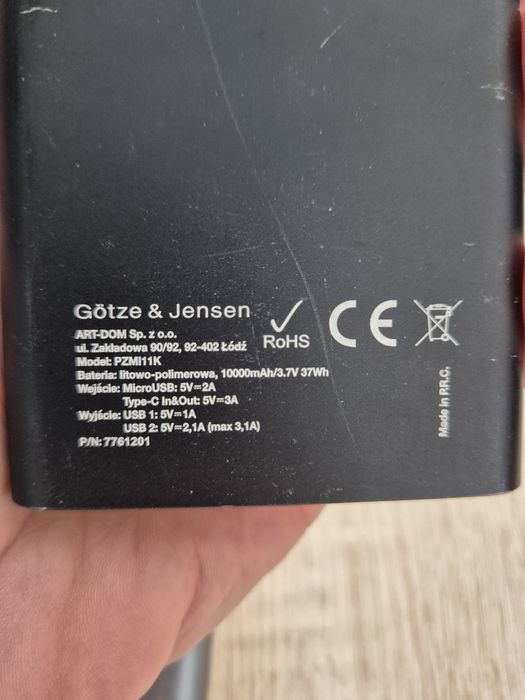 Götze & Jensen
ART-DOM Sp. z o.o.
ul. Zakładowa 90/92, 92-402 Łódź
Model: PZMI11K
Bateria: litowo-polimerowa, 10000mAh/3.7V 37Wh
Wejście: MicroUSB: 5V⎓2A
Type-C In&Out: 5V⎓3A
Wyjście: USB 1: 5V⎓1A
USB 2: 5V⎓2,1A (max 3,1A)
P/N: 7761201
RoHS
CE
Made in P.R.C.